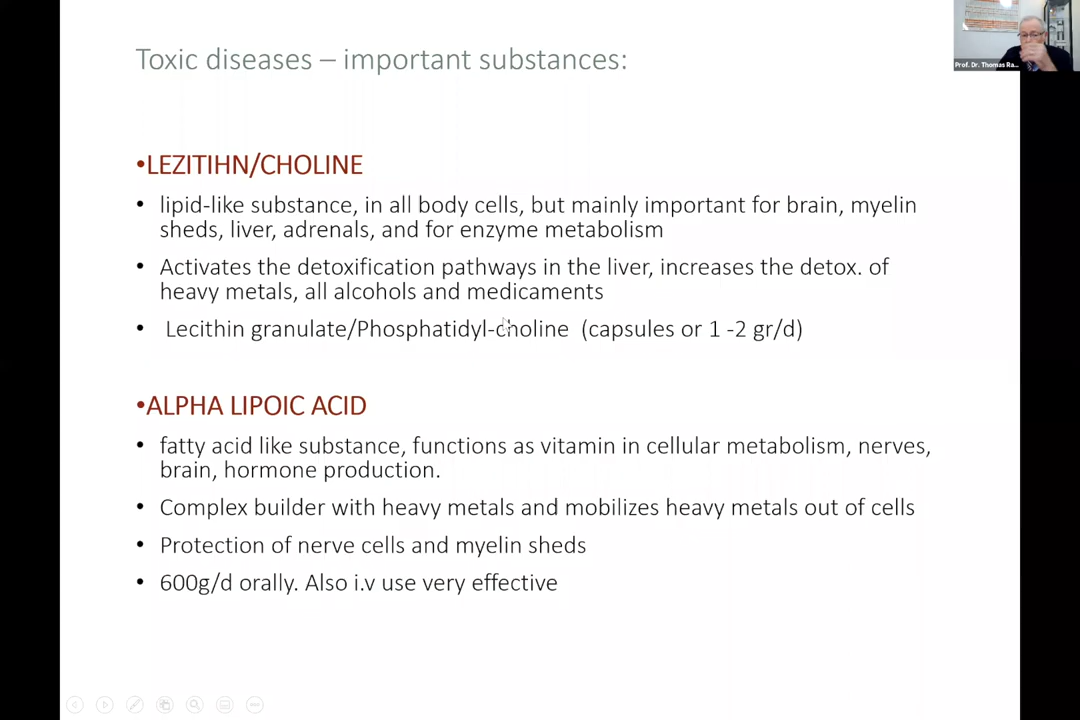 Toxic diseases – important substances:
Prof. Dr. Thomas Ra...
•LEZITIHN/CHOLINE
• lipid-like substance, in all body cells, but mainly important for brain, myelin
sheds, liver, adrenals, and for enzyme metabolism
• Activates the detoxification pathways in the liver, increases the detox. of
heavy metals, all alcohols and medicaments
• Lecithin granulate/Phosphatidyl-choline (capsules or 1 -2 gr/d)
•ALPHA LIPOIC ACID
• fatty acid like substance, functions as vitamin in cellular metabolism, nerves,
brain, hormone production.
• Complex builder with heavy metals and mobilizes heavy metals out of cells
• Protection of nerve cells and myelin sheds
• 600g/d orally. Also i.v use very effective